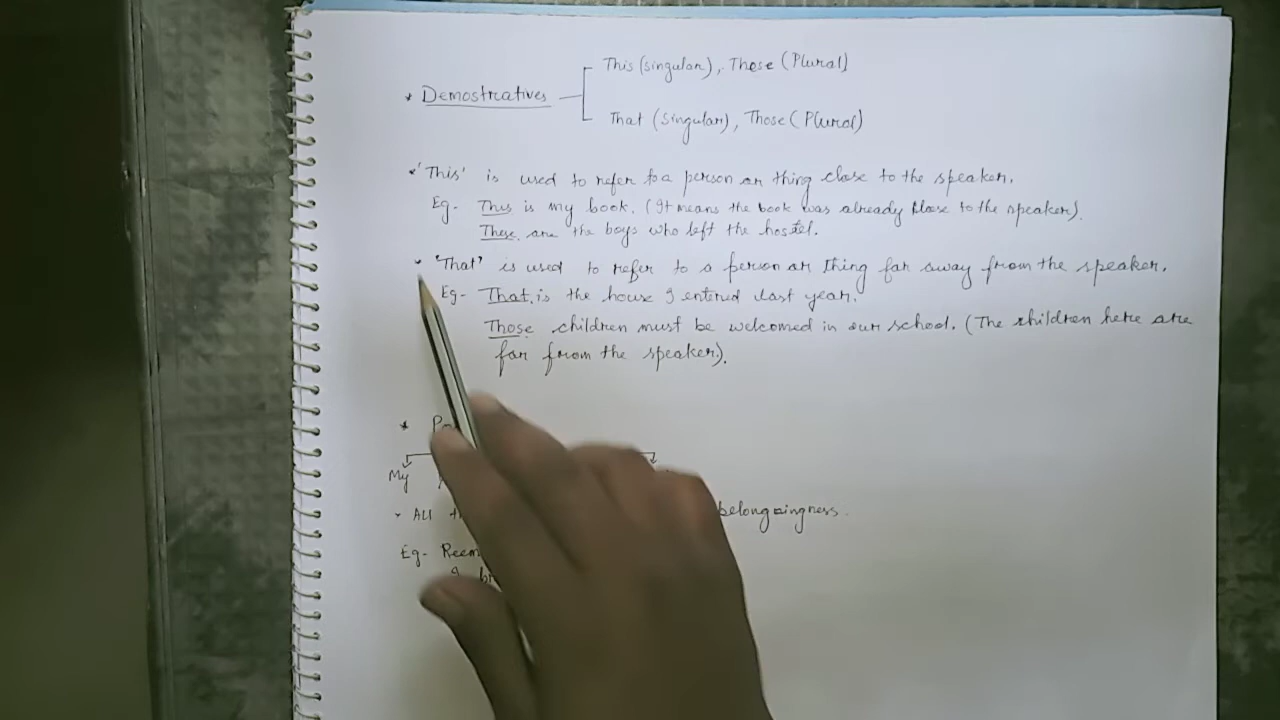 This (singular), These (Plural)
* Demostratives
That (Singular), Those (Plural)
* 'This' is used to refer to a person or thing close to the speaker.
Eg. This is my book. (It means the book was already close to the speaker).
These are the boys who left the hostel.
* 'That' is used to refer to a person or thing far away from the speaker.
Eg- That is the house I entered last year.
Those children must be welcomed in our school. (The children here are
far from the speaker).
*
My
* All belongingness.
Eg-